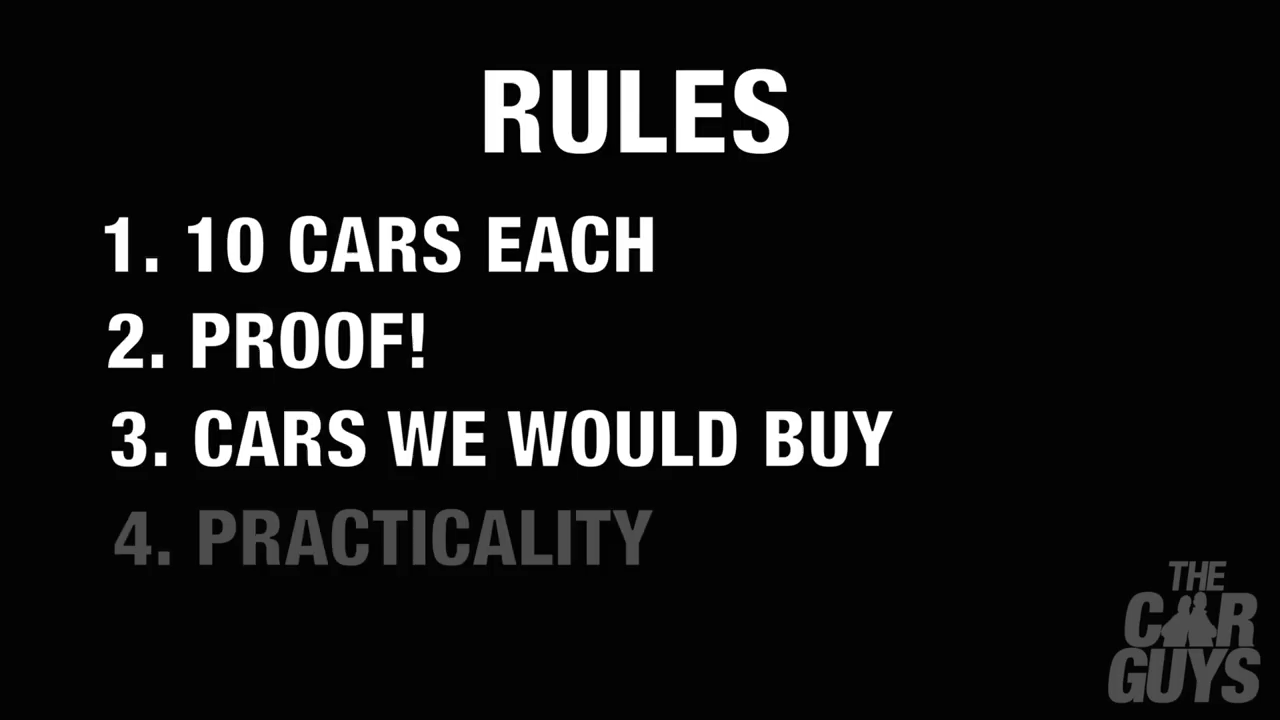 RULES
1. 10 CARS EACH
2. PROOF!
3. CARS WE WOULD BUY
4. PRACTICALITY
THE
CAR
GUYS